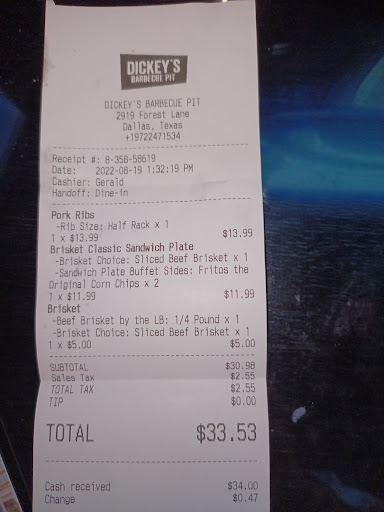 DICKEY'S
BARBECUE PIT
DICKEY'S BARBECUE PIT
2919 Forest Lane
Dallas, Texas
+19722471534
Receipt #: 8-358-58619
Date: 2022-08-19 1:32:19 PM
Cashier: Gerald
Handoff: Dine-in
Pork Ribs
-Rib Size: Half Rack x 1
1 x $13.99 $13.99
Brisket Classic Sandwich Plate
-Brisket Choice: Sliced Beef Brisket x 1
-Sandwich Plate Buffet Sides: Fritos the
Original Corn Chips x 2
1 x $11.99 $11.99
Brisket
-Beef Brisket by the LB: 1/4 Pound x 1
-Brisket Choice: Sliced Beef Brisket x 1
1 x $5.00 $5.00
SUBTOTAL $30.98
Sales Tax $2.55
TOTAL TAX $2.55
TIP $0.00
TOTAL $33.53
Cash received $34.00
Change $0.47